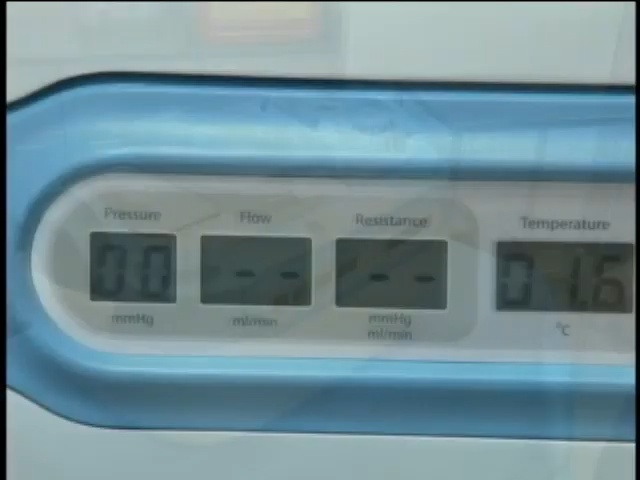 Pressure Flow Resistance Temperature
00 - - - - 01.6
mmHg ml/min mmHg °C
ml/min